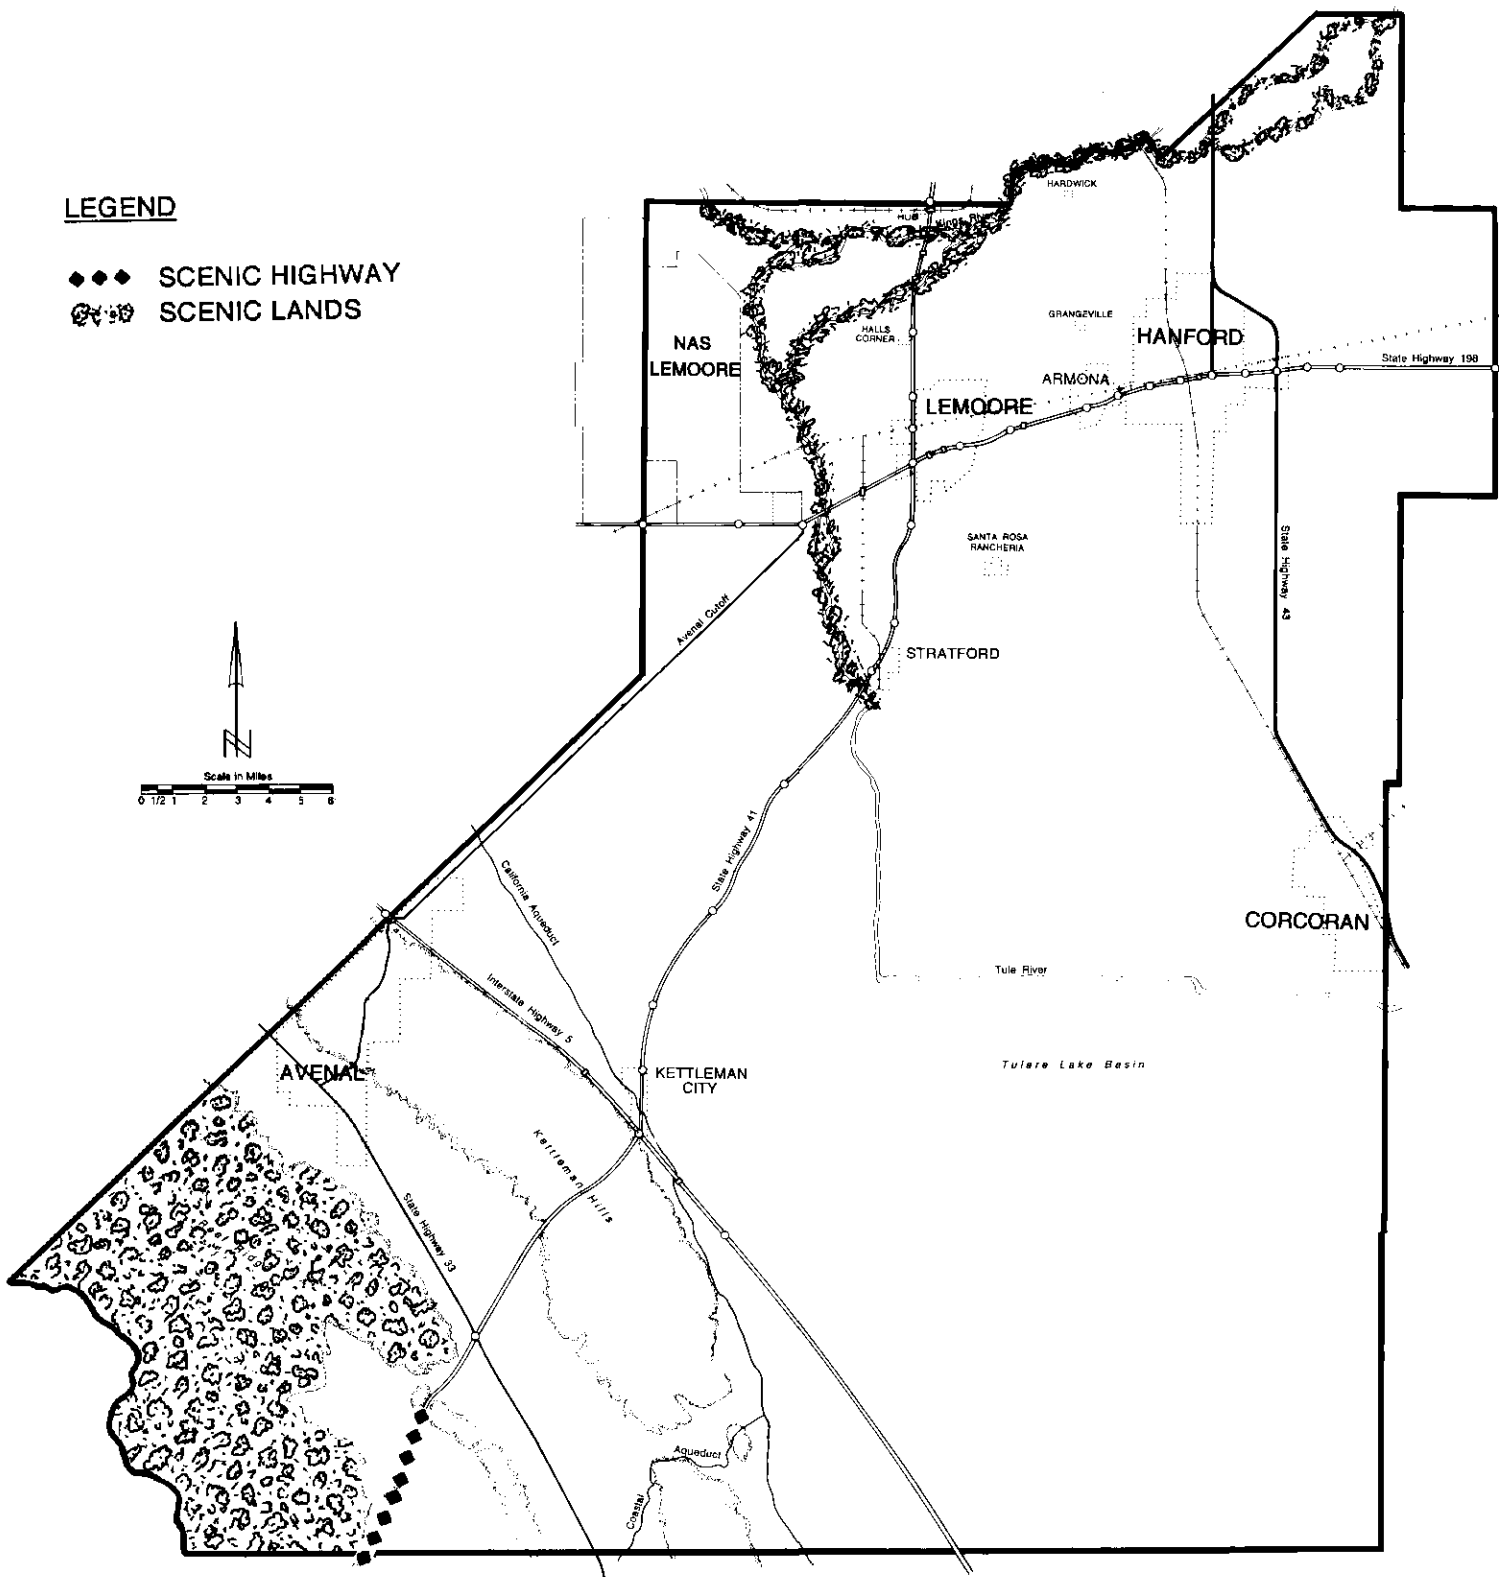 LEGEND
SCENIC HIGHWAY
SCENIC LANDS
HARDWICK
HUB
Kings River
NAS
LEMOORE
HALLS
CORNER
GRANGEVILLE
HANFORD
State Highway 198
ARMONA
LEMOORE
SANTA ROSA
RANCHERIA
State Highway 43
Avenal Cutoff
STRATFORD
N
Scale in Miles
0 1/2 1 2 3 4 5 6
State Highway 41
California Aqueduct
CORCORAN
Interstate Highway 5
Tule River
Tulare Lake Basin
AVENAL
KETTLEMAN
CITY
Kettleman Hills
State Highway 33
Aqueduct
Coastal